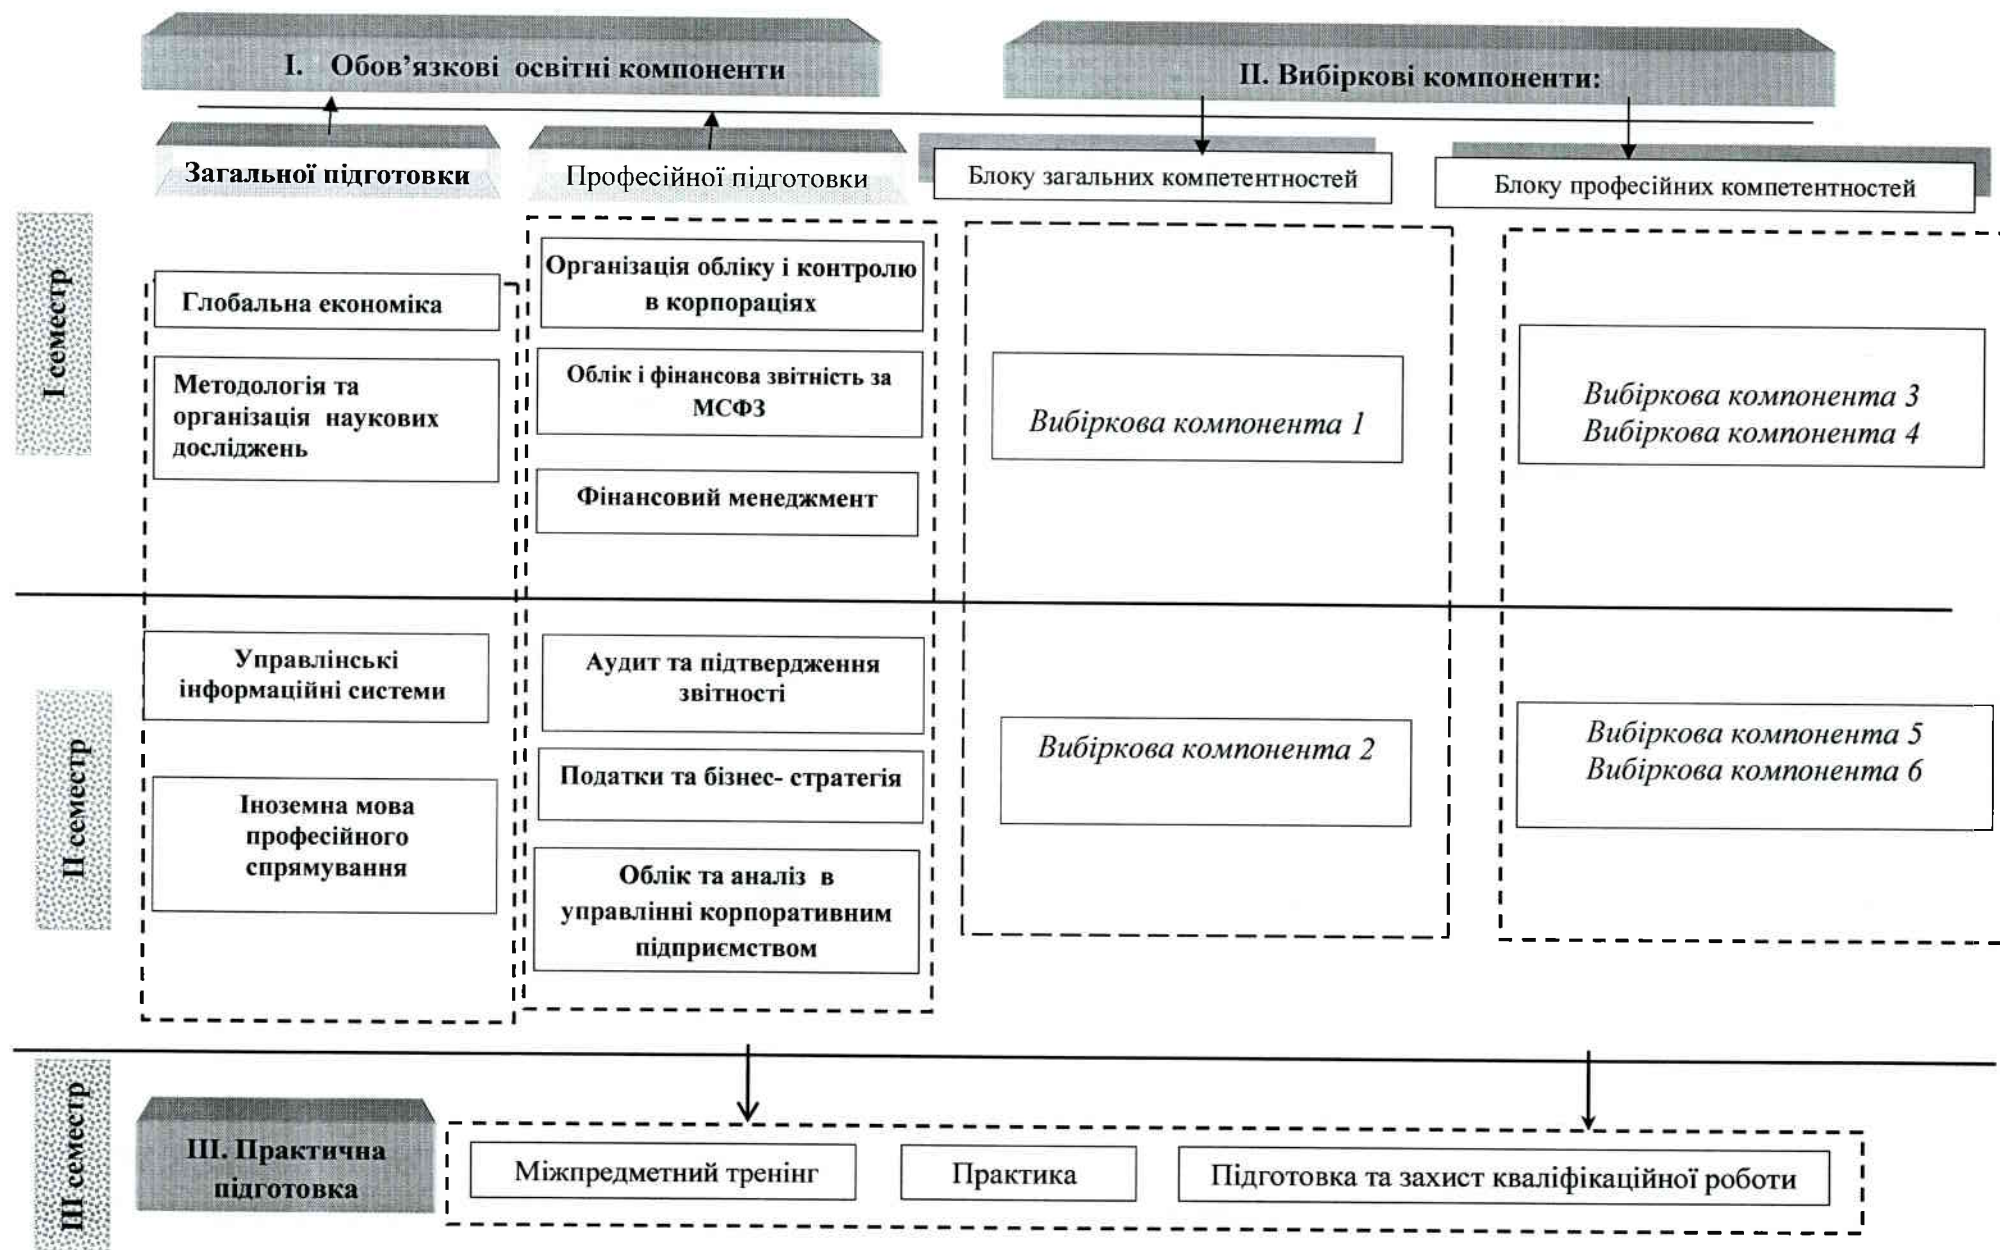 I. Обов’язкові освітні компоненти
II. Вибіркові компоненти:
Загальної підготовки
Професійної підготовки
Блоку загальних компетентностей
Блоку професійних компетентностей
I семестр
Глобальна економіка
Методологія та
організація наукових
досліджень
Організація обліку і контролю
в корпораціях
Облік і фінансова звітність за
МСФЗ
Фінансовий менеджмент
Вибіркова компонента 1
Вибіркова компонента 3
Вибіркова компонента 4
II семестр
Управлінські
інформаційні системи
Іноземна мова
професійного
спрямування
Аудит та підтвердження
звітності
Податки та бізнес- стратегія
Облік та аналіз в
управлінні корпоративним
підприємством
Вибіркова компонента 2
Вибіркова компонента 5
Вибіркова компонента 6
III семестр
III. Практична
підготовка
Міжпредметний тренінг
Практика
Підготовка та захист кваліфікаційної роботи